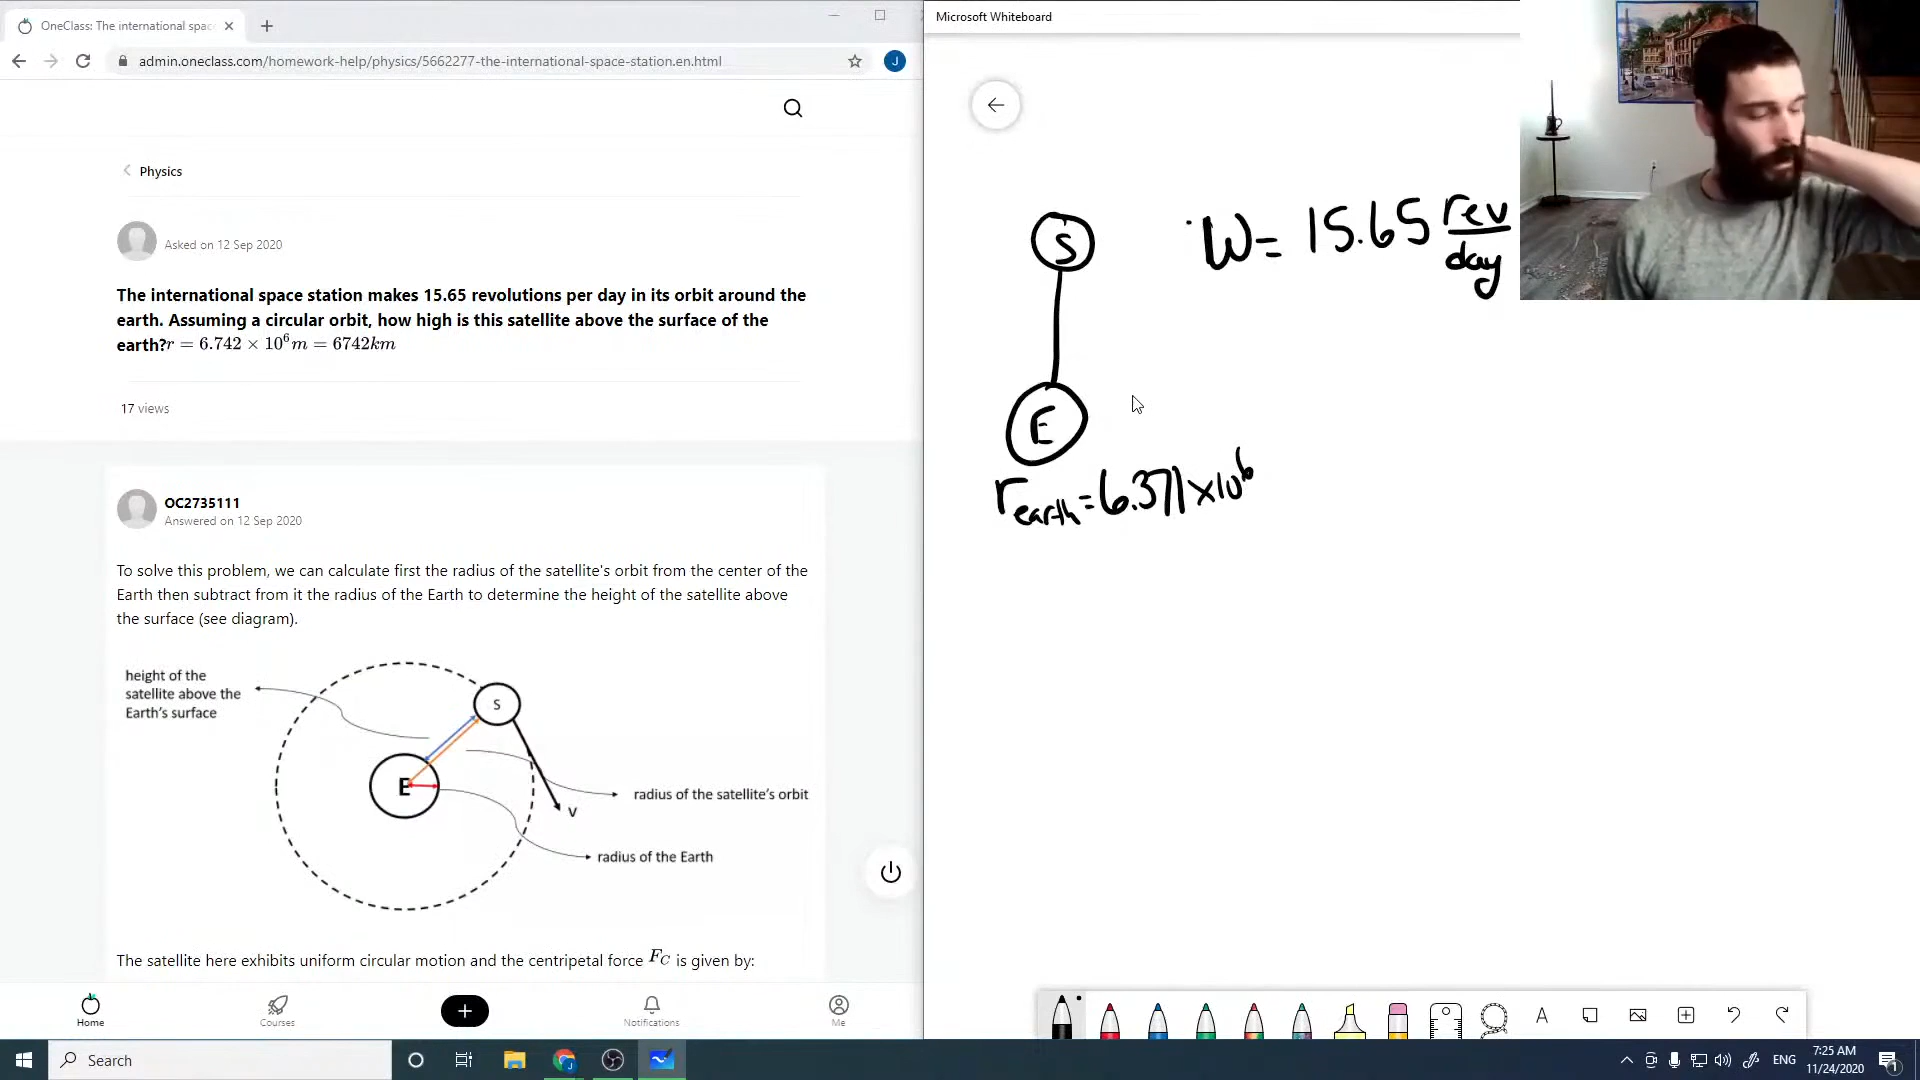 OneClass: The international spac
admin.oneclass.com/homework-help/physics/5662277-the-international-space-station.en.html
J
Physics
Asked on 12 Sep 2020
The international space station makes 15.65 revolutions per day in its orbit around the
earth. Assuming a circular orbit, how high is this satellite above the surface of the
earth?r = 6.742 × 10⁶m = 6742km
17 views
OC2735111
Answered on 12 Sep 2020
To solve this problem, we can calculate first the radius of the satellite's orbit from the center of the
Earth then subtract from it the radius of the Earth to determine the height of the satellite above
the surface (see diagram).
height of the
satellite above the
Earth's surface
S
E
v
radius of the satellite's orbit
radius of the Earth
The satellite here exhibits uniform circular motion and the centripetal force F_C is given by:
Home
Courses
Notifications
Me
Microsoft Whiteboard
S
W = 15.65 rev/day
E
r_earth = 6.371 × 10⁶
A
Search
ENG
7:25 AM
11/24/2020
1